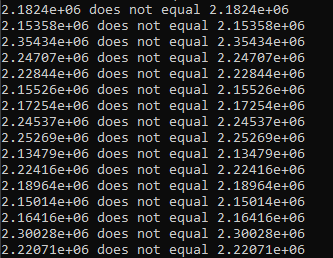 2.1824e+06 does not equal 2.1824e+06
2.15358e+06 does not equal 2.15358e+06
2.35434e+06 does not equal 2.35434e+06
2.24707e+06 does not equal 2.24707e+06
2.22844e+06 does not equal 2.22844e+06
2.15526e+06 does not equal 2.15526e+06
2.17254e+06 does not equal 2.17254e+06
2.24537e+06 does not equal 2.24537e+06
2.25269e+06 does not equal 2.25269e+06
2.13479e+06 does not equal 2.13479e+06
2.22416e+06 does not equal 2.22416e+06
2.18964e+06 does not equal 2.18964e+06
2.15014e+06 does not equal 2.15014e+06
2.16416e+06 does not equal 2.16416e+06
2.30028e+06 does not equal 2.30028e+06
2.22071e+06 does not equal 2.22071e+06